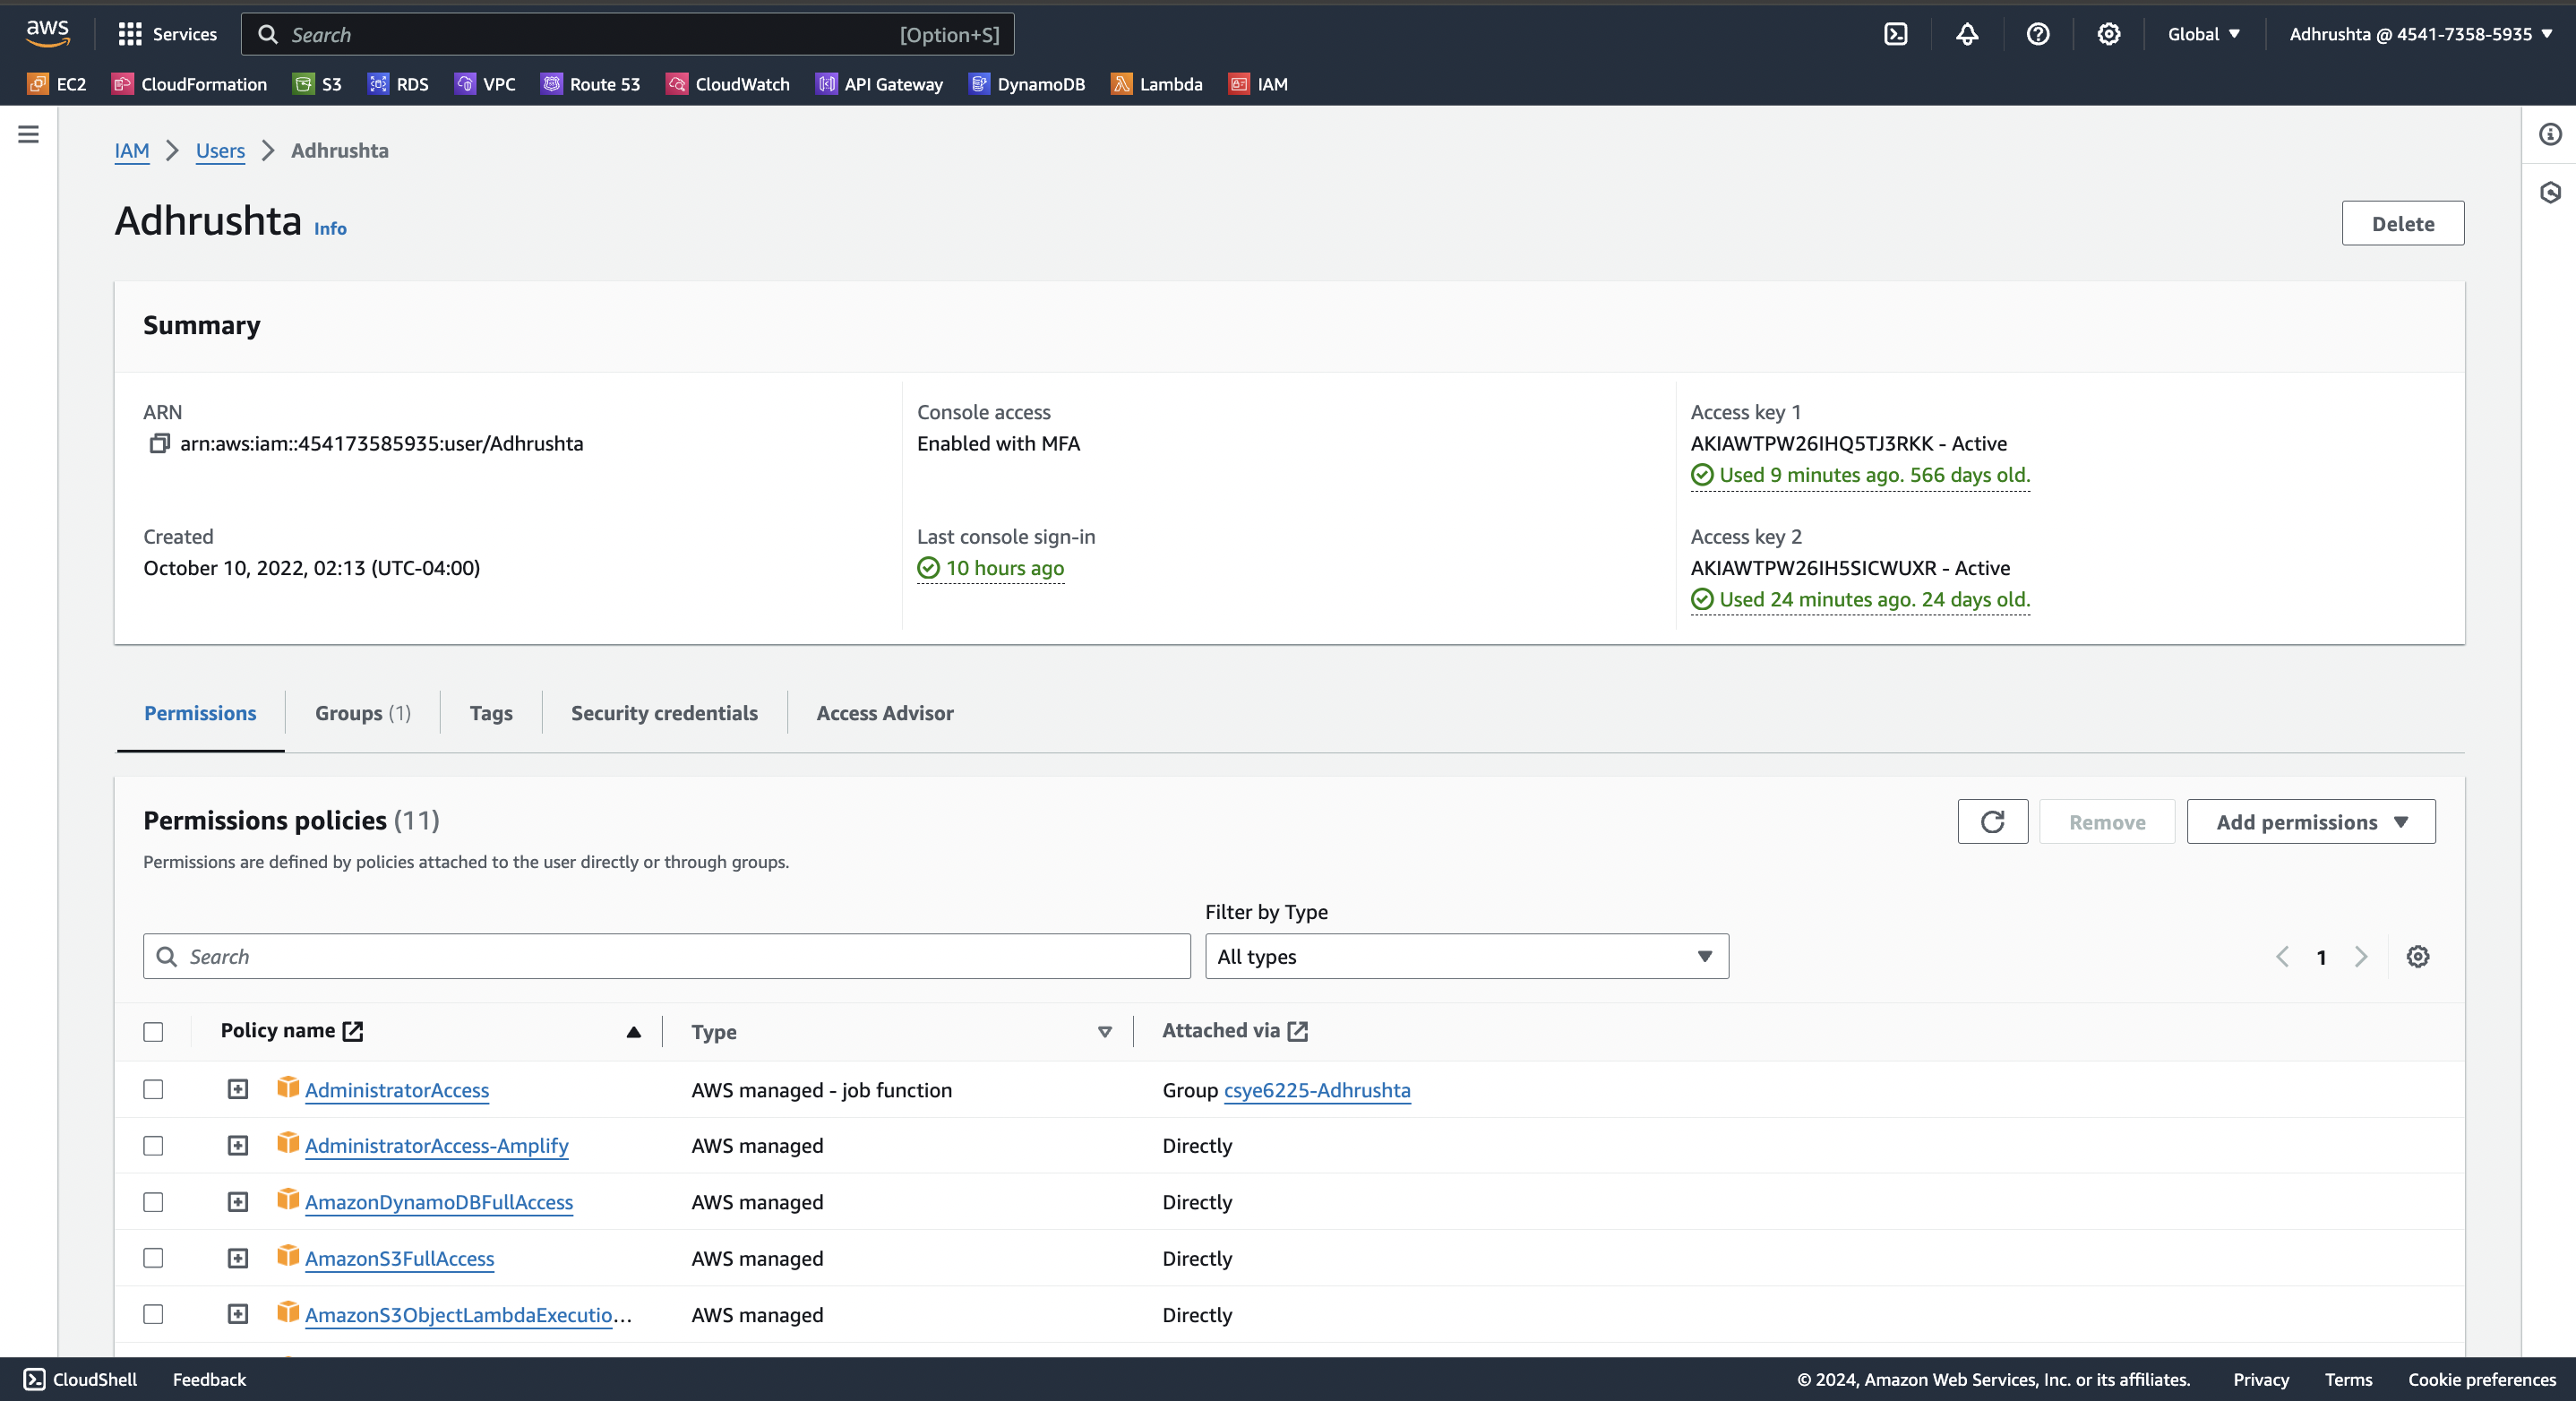 aws Services Search [Option+S] Global Adhrushta @ 4541-7358-5935
EC2 CloudFormation S3 RDS VPC Route 53 CloudWatch API Gateway DynamoDB Lambda IAM
IAM Users Adhrushta
Adhrushta Info
Delete
Summary
ARN
arn:aws:iam::454173585935:user/Adhrushta
Created
October 10, 2022, 02:13 (UTC-04:00)
Console access
Enabled with MFA
Last console sign-in
10 hours ago
Access key 1
AKIAWTPW26IHQ5TJ3RKK - Active
Used 9 minutes ago. 566 days old.
Access key 2
AKIAWTPW26IH5SICWUXR - Active
Used 24 minutes ago. 24 days old.
Permissions Groups (1) Tags Security credentials Access Advisor
Permissions policies (11)
Permissions are defined by policies attached to the user directly or through groups.
Remove Add permissions
Filter by Type
Search All types 1
Policy name Type Attached via
AdministratorAccess AWS managed - job function Group csye6225-Adhrushta
AdministratorAccess-Amplify AWS managed Directly
AmazonDynamoDBFullAccess AWS managed Directly
AmazonS3FullAccess AWS managed Directly
AmazonS3ObjectLambdaExecutio... AWS managed Directly
CloudShell Feedback © 2024, Amazon Web Services, Inc. or its affiliates. Privacy Terms Cookie preferences